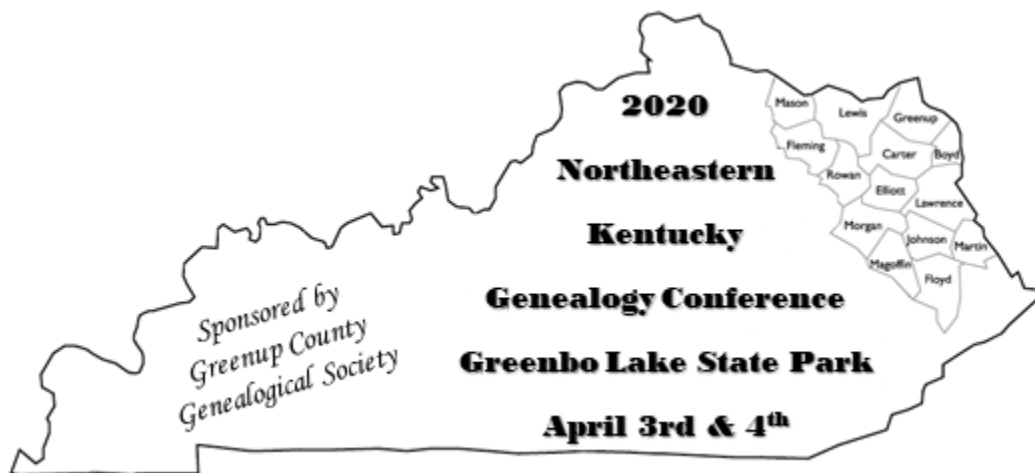 2020
Northeastern
Kentucky
Genealogy Conference
Greenbo Lake State Park
April 3rd & 4th
Sponsored by
Greenup County
Genealogical Society
Mason
Lewis
Greenup
Fleming
Carter
Boyd
Rowan
Elliott
Lawrence
Morgan
Johnson
Martin
Magoffin
Floyd